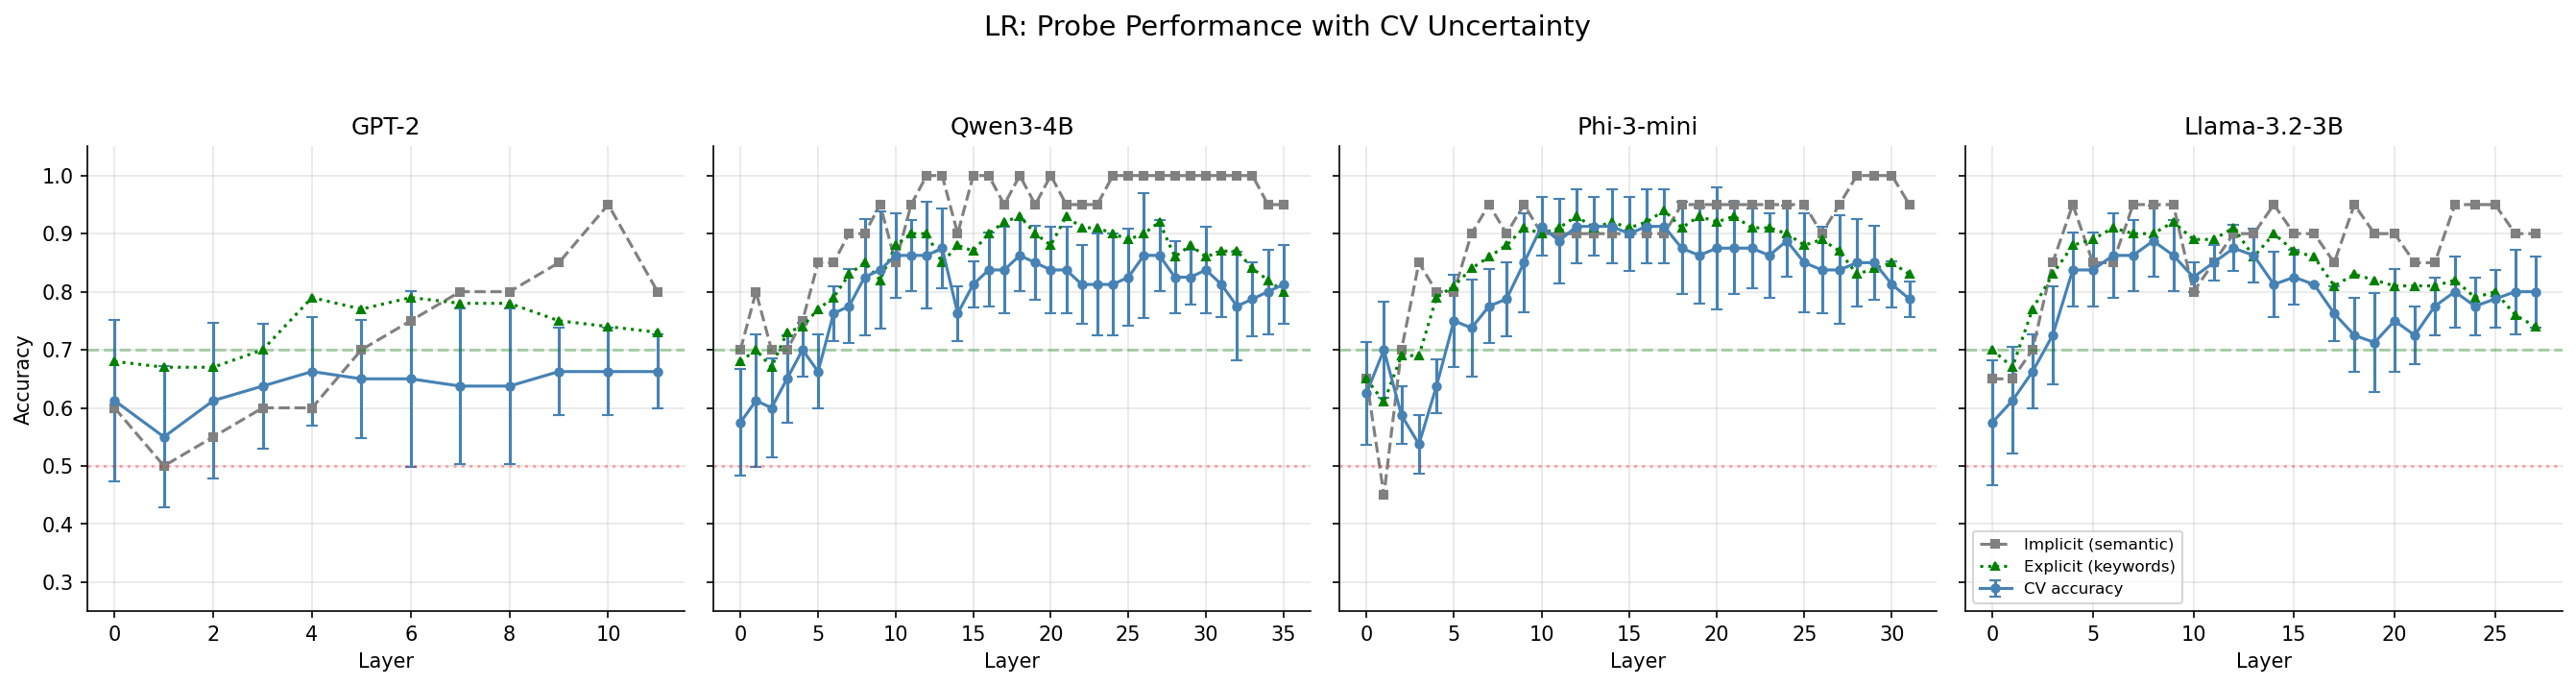 LR: Probe Performance with CV Uncertainty
GPT-2
Qwen3-4B
Phi-3-mini
Llama-3.2-3B
Accuracy
1.0
0.9
0.8
0.7
0.6
0.5
0.4
0.3
Implicit (semantic)
Explicit (keywords)
CV accuracy
0 2 4 6 8 10
0 5 10 15 20 25 30 35
0 5 10 15 20 25 30
0 5 10 15 20 25
Layer
Layer
Layer
Layer